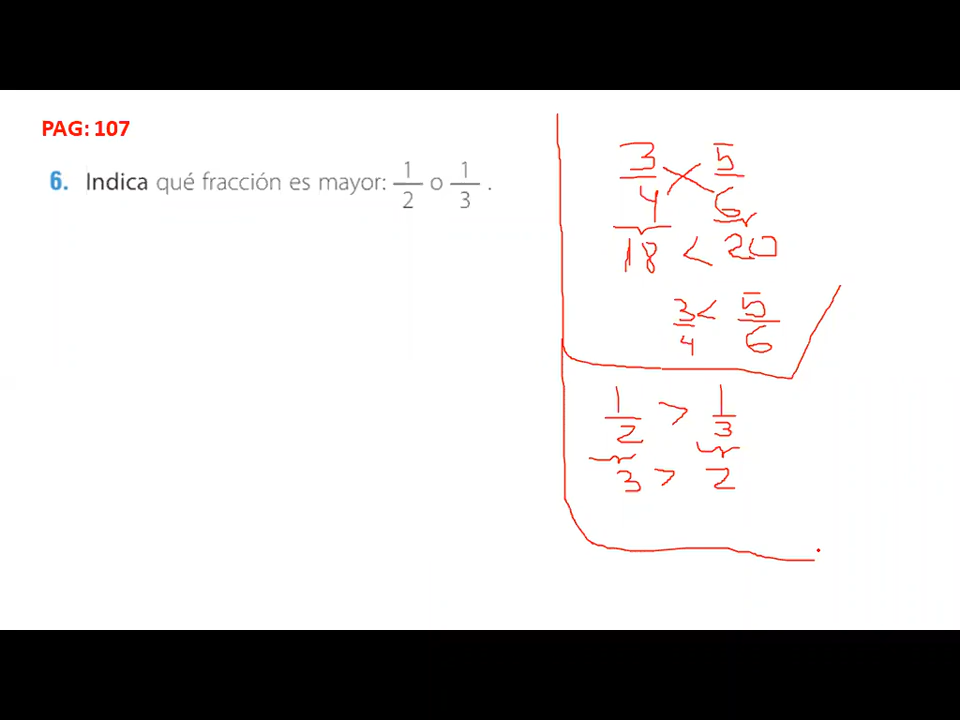 PAG: 107
6. Indica qué fracción es mayor: 1/2 o 1/3 .
3/4 × 5/6
18 < 20
3/4 < 5/6
1/2 > 1/3
3 > 2